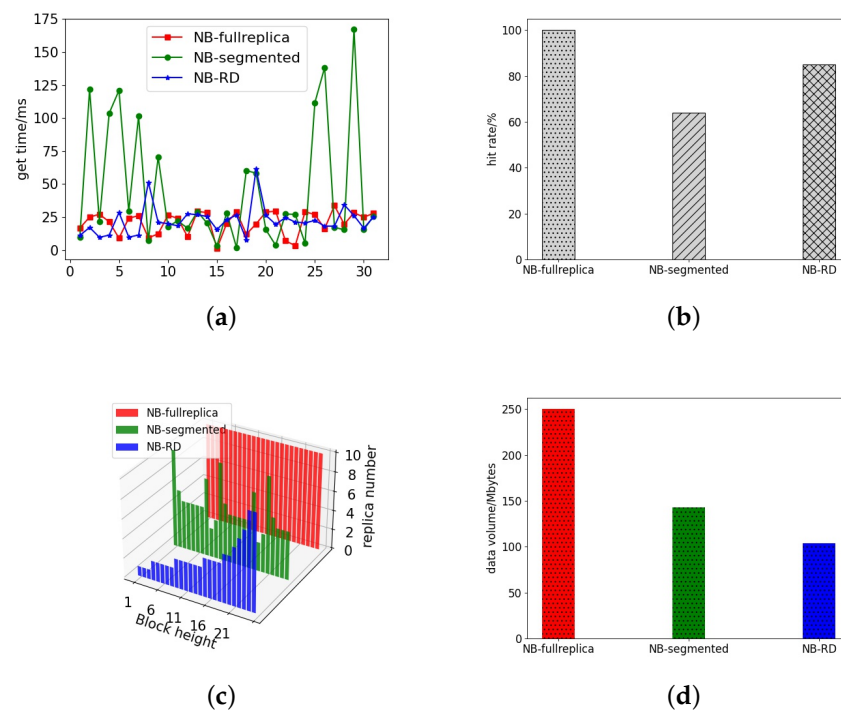 175
150
125
100
75
50
25
0
get time/ms
NB-fullreplica
NB-segmented
NB-RD
0 5 10 15 20 25 30
(a)
100
80
60
40
20
0
hit rate/%
NB-fullreplica NB-segmented NB-RD
(b)
NB-fullreplica
NB-segmented
NB-RD
10
8
6
4
2
0
replica number
1 6 11 16 21
Block height
(c)
250
200
150
100
50
0
data volume/Mbytes
NB-fullreplica NB-segmented NB-RD
(d)